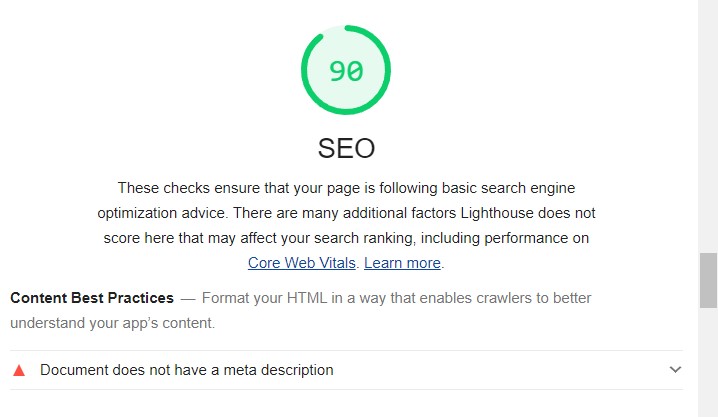 90
SEO
These checks ensure that your page is following basic search engine
optimization advice. There are many additional factors Lighthouse does not
score here that may affect your search ranking, including performance on
Core Web Vitals. Learn more.
Content Best Practices — Format your HTML in a way that enables crawlers to better
understand your app’s content.
Document does not have a meta description